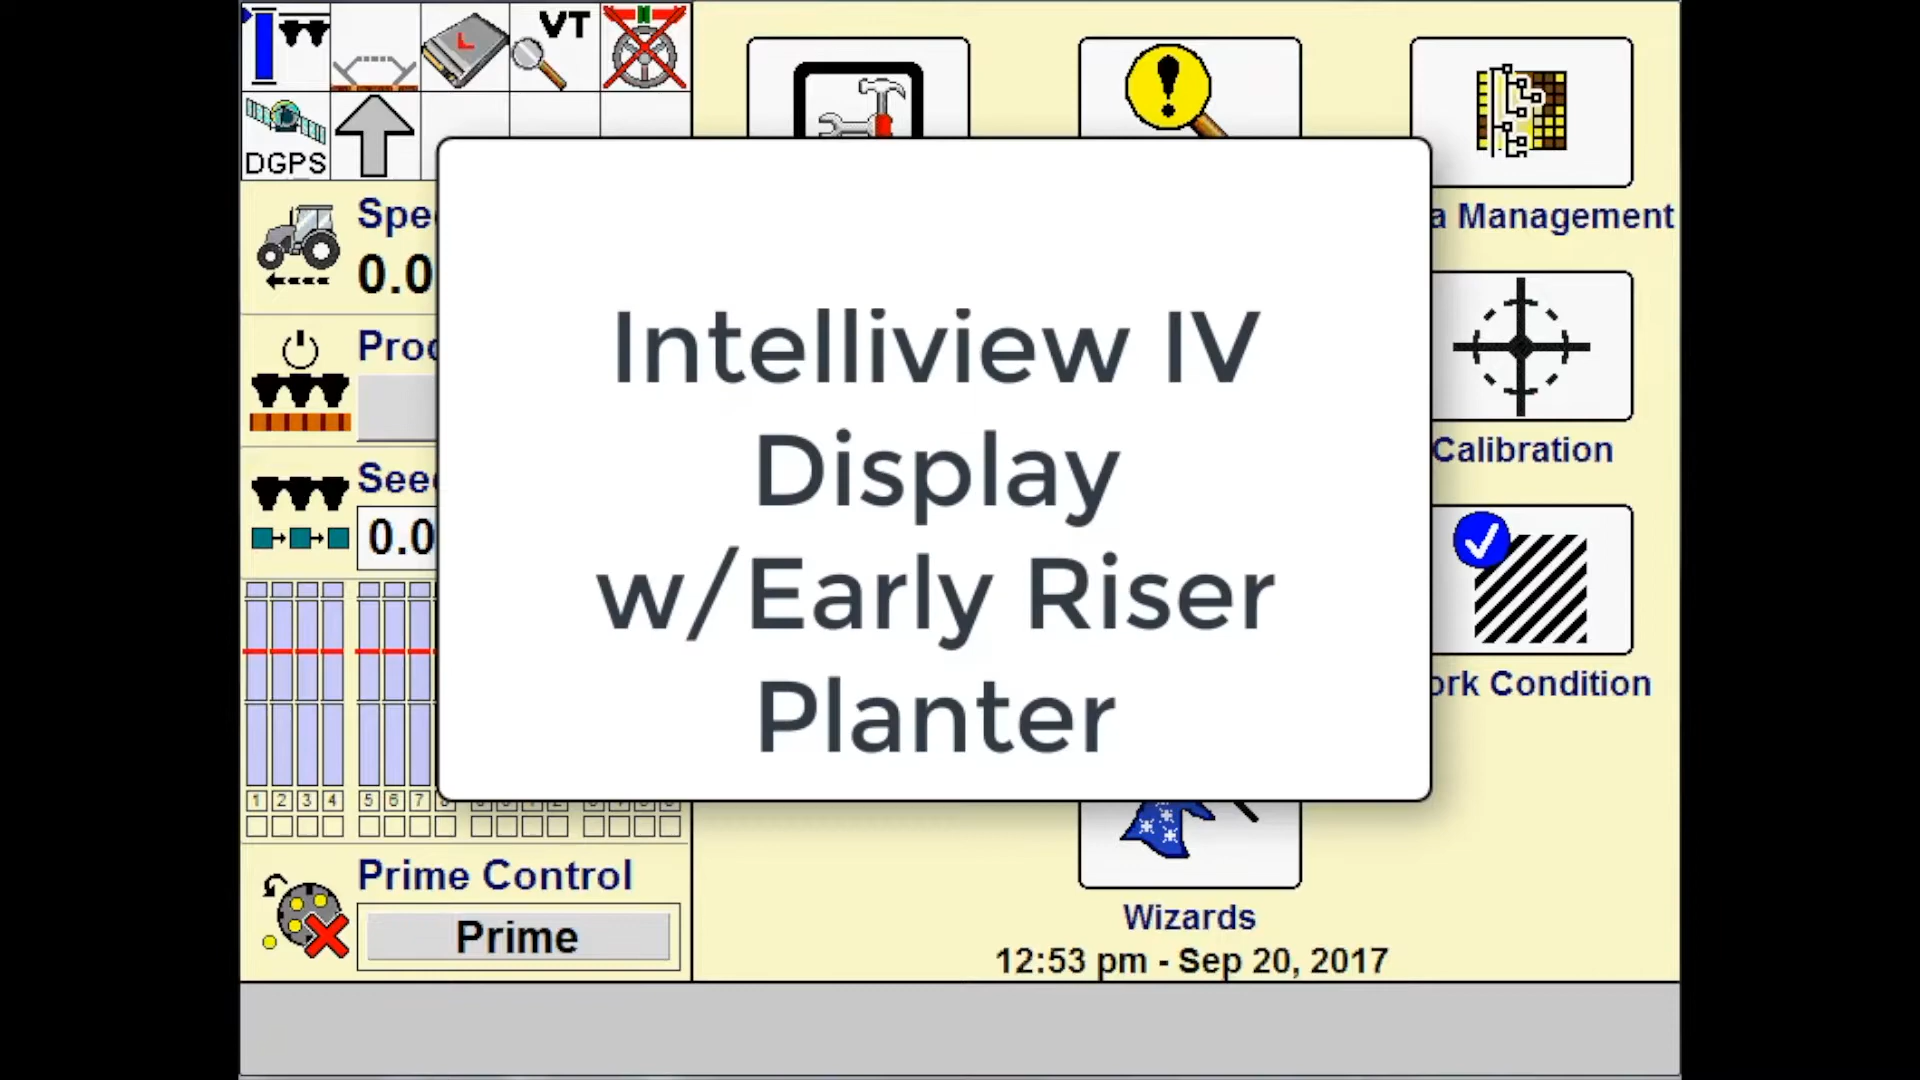 VT
L
DGPS
Spe
0.0
a Management
Proc
Calibration
See
0.0
ork Condition
Intelliview IV
Display
w/Early Riser
Planter
1 2 3 4 5 6 7
Prime Control
Prime
Wizards
12:53 pm - Sep 20, 2017